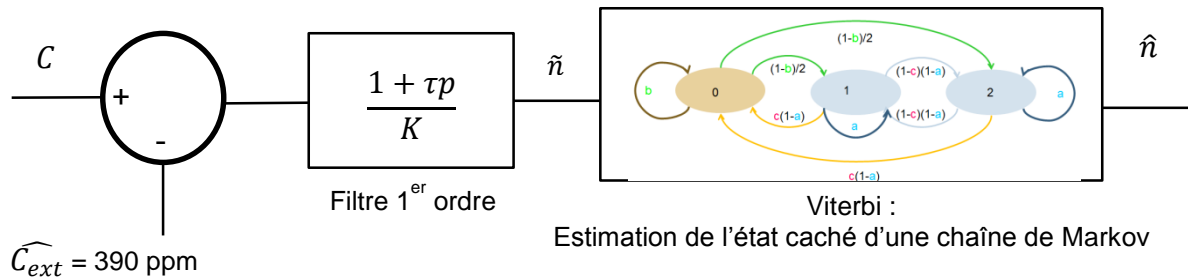 C
+
-
1 + τp
K
ñ
(1-b)/2
(1-b)/2
(1-c)(1-a)
b
0
1
2
a
c(1-a)
a
(1-c)(1-a)
c(1-a)
n̂
Filtre 1er ordre
Viterbi :
Estimation de l'état caché d'une chaîne de Markov
Ĉext = 390 ppm